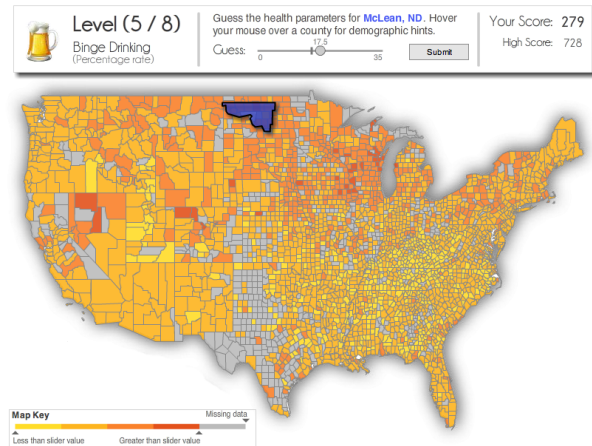 Level (5 / 8)
Binge Drinking
(Percentage rate)
Guess the health parameters for McLean, ND. Hover
your mouse over a county for demographic hints.
Guess:
17.5
0
35
Submit
Your Score: 279
High Score: 728
Map Key
Missing data
Less than slider value
Greater than slider value